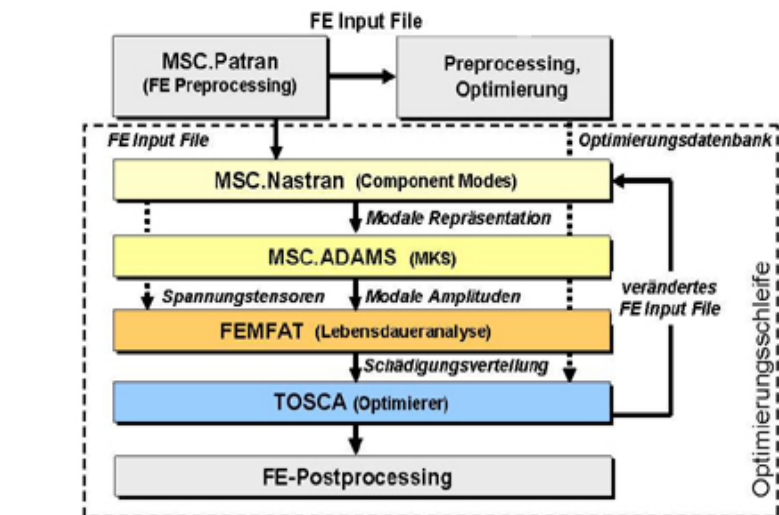 FE Input File
MSC.Patran
(FE Preprocessing)
Preprocessing,
Optimierung
FE Input File
Optimierungsdatenbank
MSC.Nastran (Component Modes)
Modale Repräsentation
MSC.ADAMS (MKS)
verändertes
FE Input File
Spannungstensoren
Modale Amplituden
FEMFAT (Lebensdaueranalyse)
Schädigungsverteilung
TOSCA (Optimierer)
FE-Postprocessing
Optimierungsschleife